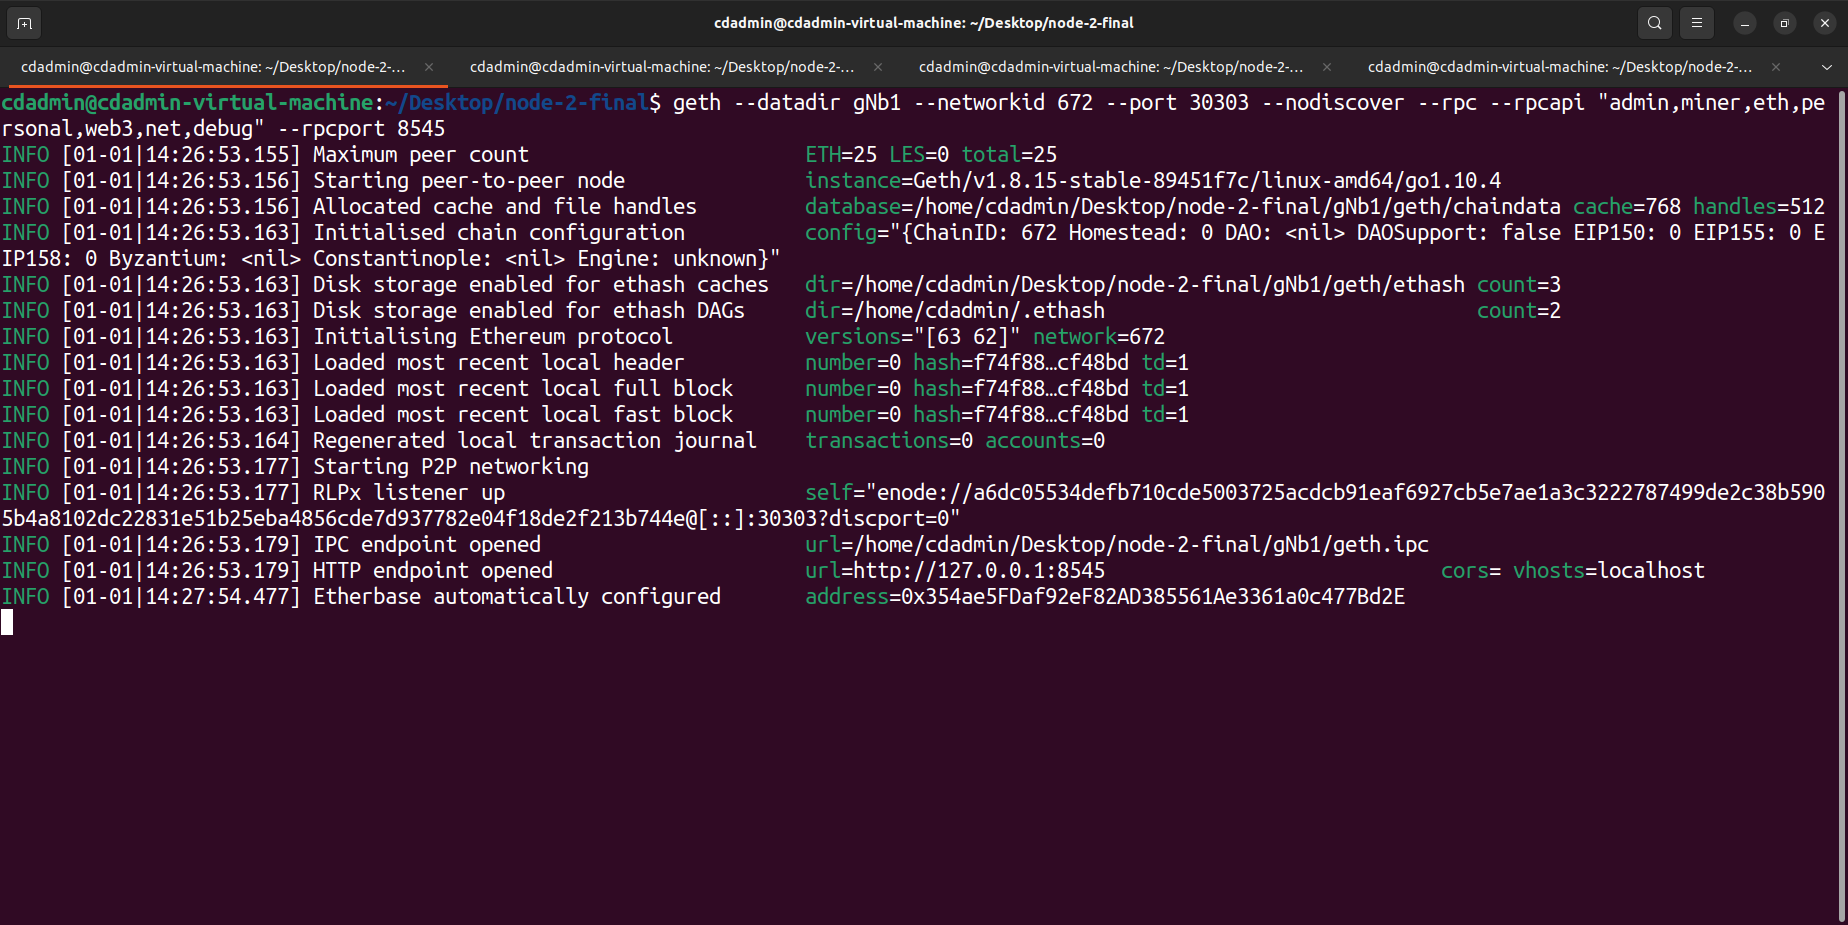 cdadmin@cdadmin-virtual-machine: ~/Desktop/node-2-final
cdadmin@cdadmin-virtual-machine: ~/Desktop/node-2-... cdadmin@cdadmin-virtual-machine: ~/Desktop/node-2-... cdadmin@cdadmin-virtual-machine: ~/Desktop/node-2-... cdadmin@cdadmin-virtual-machine: ~/Desktop/node-2-...
cdadmin@cdadmin-virtual-machine:~/Desktop/node-2-final$ geth --datadir gNb1 --networkid 672 --port 30303 --nodiscover --rpc --rpcapi "admin,miner,eth,pe
rsonal,web3,net,debug" --rpcport 8545
INFO [01-01|14:26:53.155] Maximum peer count ETH=25 LES=0 total=25
INFO [01-01|14:26:53.156] Starting peer-to-peer node instance=Geth/v1.8.15-stable-89451f7c/linux-amd64/go1.10.4
INFO [01-01|14:26:53.156] Allocated cache and file handles database=/home/cdadmin/Desktop/node-2-final/gNb1/geth/chaindata cache=768 handles=512
INFO [01-01|14:26:53.163] Initialised chain configuration config="{ChainID: 672 Homestead: 0 DAO: <nil> DAOSupport: false EIP150: 0 EIP155: 0 E
IP158: 0 Byzantium: <nil> Constantinople: <nil> Engine: unknown}"
INFO [01-01|14:26:53.163] Disk storage enabled for ethash caches dir=/home/cdadmin/Desktop/node-2-final/gNb1/geth/ethash count=3
INFO [01-01|14:26:53.163] Disk storage enabled for ethash DAGs dir=/home/cdadmin/.ethash count=2
INFO [01-01|14:26:53.163] Initialising Ethereum protocol versions="[63 62]" network=672
INFO [01-01|14:26:53.163] Loaded most recent local header number=0 hash=f74f88…cf48bd td=1
INFO [01-01|14:26:53.163] Loaded most recent local full block number=0 hash=f74f88…cf48bd td=1
INFO [01-01|14:26:53.163] Loaded most recent local fast block number=0 hash=f74f88…cf48bd td=1
INFO [01-01|14:26:53.164] Regenerated local transaction journal transactions=0 accounts=0
INFO [01-01|14:26:53.177] Starting P2P networking
INFO [01-01|14:26:53.177] RLPx listener up self="enode://a6dc05534defb710cde5003725acdcb91eaf6927cb5e7ae1a3c3222787499de2c38b590
5b4a8102dc22831e51b25eba4856cde7d937782e04f18de2f213b744e@[::]:30303?discport=0"
INFO [01-01|14:26:53.179] IPC endpoint opened url=/home/cdadmin/Desktop/node-2-final/gNb1/geth.ipc
INFO [01-01|14:26:53.179] HTTP endpoint opened url=http://127.0.0.1:8545 cors= vhosts=localhost
INFO [01-01|14:27:54.477] Etherbase automatically configured address=0x354ae5FDaf92eF82AD385561Ae3361a0c477Bd2E